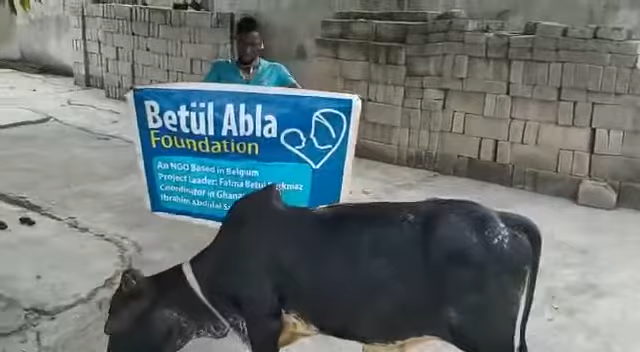 Betül Abla
Foundation
An NGO Based in Belgium
Project Leader: Fatma Betul
Coordinator in Ghana
Ibrahim Abdulai